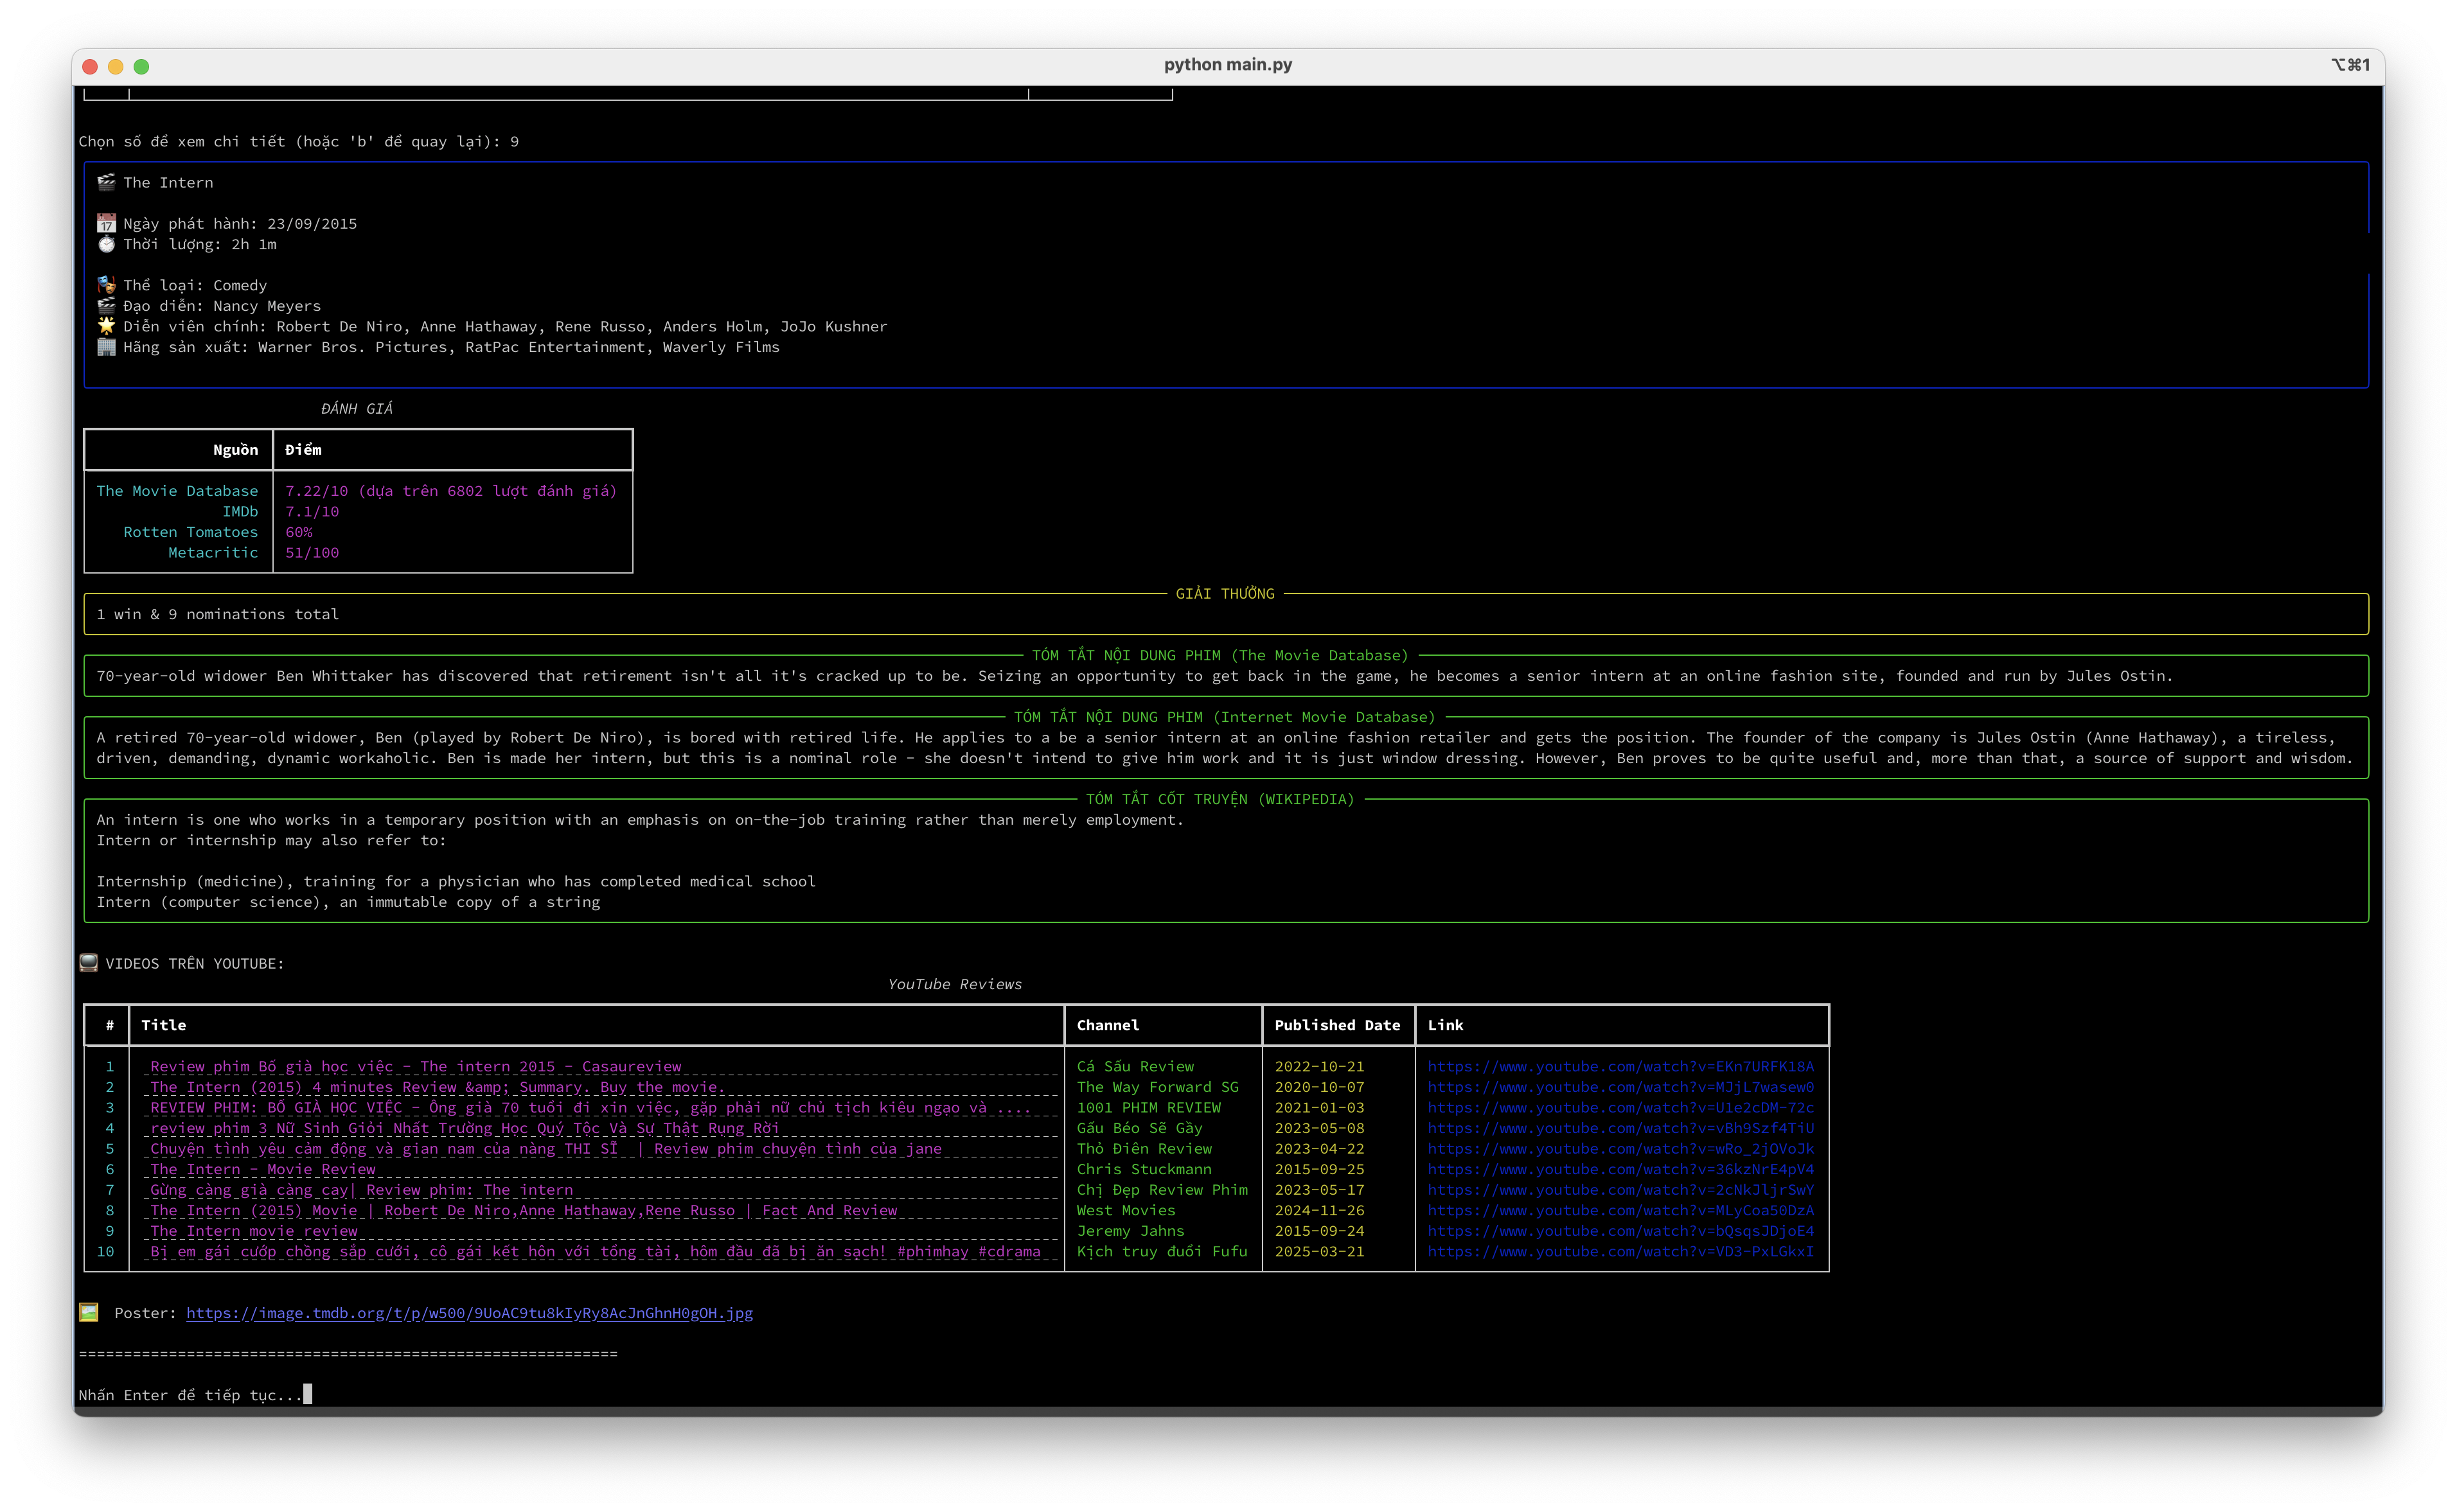 python main.py
⌥⌘1
Chọn số để xem chi tiết (hoặc 'b' để quay lại): 9
🎬 The Intern
📅 Ngày phát hành: 23/09/2015
⏱ Thời lượng: 2h 1m
🎭 Thể loại: Comedy
🎬 Đạo diễn: Nancy Meyers
🌟 Diễn viên chính: Robert De Niro, Anne Hathaway, Rene Russo, Anders Holm, JoJo Kushner
🏢 Hãng sản xuất: Warner Bros. Pictures, RatPac Entertainment, Waverly Films
ĐÁNH GIÁ
Nguồn Điểm
The Movie Database 7.22/10 (dựa trên 6802 lượt đánh giá)
IMDb 7.1/10
Rotten Tomatoes 60%
Metacritic 51/100
GIẢI THƯỞNG
1 win & 9 nominations total
TÓM TẮT NỘI DUNG PHIM (The Movie Database)
70-year-old widower Ben Whittaker has discovered that retirement isn't all it's cracked up to be. Seizing an opportunity to get back in the game, he becomes a senior intern at an online fashion site, founded and run by Jules Ostin.
TÓM TẮT NỘI DUNG PHIM (Internet Movie Database)
A retired 70-year-old widower, Ben (played by Robert De Niro), is bored with retired life. He applies to a be a senior intern at an online fashion retailer and gets the position. The founder of the company is Jules Ostin (Anne Hathaway), a tireless,
driven, demanding, dynamic workaholic. Ben is made her intern, but this is a nominal role - she doesn't intend to give him work and it is just window dressing. However, Ben proves to be quite useful and, more than that, a source of support and wisdom.
TÓM TẮT CỐT TRUYỆN (WIKIPEDIA)
An intern is one who works in a temporary position with an emphasis on on-the-job training rather than merely employment.
Intern or internship may also refer to:
Internship (medicine), training for a physician who has completed medical school
Intern (computer science), an immutable copy of a string
📺 VIDEOS TRÊN YOUTUBE:
YouTube Reviews
# Title Channel Published Date Link
1 Review phim Bố già học việc - The intern 2015 - Casaureview Cá Sấu Review 2022-10-21 https://www.youtube.com/watch?v=EKn7URFK18A
2 The Intern (2015) 4 minutes Review &amp; Summary. Buy the movie. The Way Forward SG 2020-10-07 https://www.youtube.com/watch?v=MJjL7wasew0
3 REVIEW PHIM: BỐ GIÀ HỌC VIỆC - Ông già 70 tuổi đi xin việc, gặp phải nữ chủ tịch kiêu ngạo và .... 1001 PHIM REVIEW 2021-01-03 https://www.youtube.com/watch?v=U1e2cDM-72c
4 review phim 3 Nữ Sinh Giỏi Nhất Trường Học Quý Tộc Và Sự Thật Rụng Rời Gấu Béo Sẽ Gầy 2023-05-08 https://www.youtube.com/watch?v=vBh9Szf4TiU
5 Chuyện tình yêu cảm động và gian nam của nàng THI SĨ | Review phim chuyện tình của jane Thỏ Điên Review 2023-04-22 https://www.youtube.com/watch?v=wRo_2jOVoJk
6 The Intern - Movie Review Chris Stuckmann 2015-09-25 https://www.youtube.com/watch?v=36kzNrE4pV4
7 Gừng càng già càng cay| Review phim: The intern Chị Đẹp Review Phim 2023-05-17 https://www.youtube.com/watch?v=2cNkJljrSwY
8 The Intern (2015) Movie | Robert De Niro,Anne Hathaway,Rene Russo | Fact And Review West Movies 2024-11-26 https://www.youtube.com/watch?v=MLyCoa50DzA
9 The Intern movie review Jeremy Jahns 2015-09-24 https://www.youtube.com/watch?v=bQsqsJDjoE4
10 Bị em gái cướp chồng sắp cưới, cô gái kết hôn với tổng tài, hôm đầu đã bị ăn sạch! #phimhay #cdrama Kịch truy đuổi Fufu 2025-03-21 https://www.youtube.com/watch?v=VD3-PxLGkxI
🖼 Poster: https://image.tmdb.org/t/p/w500/9UoAC9tu8kIyRy8AcJnGhnH0gOH.jpg
============================================================
Nhấn Enter để tiếp tục...